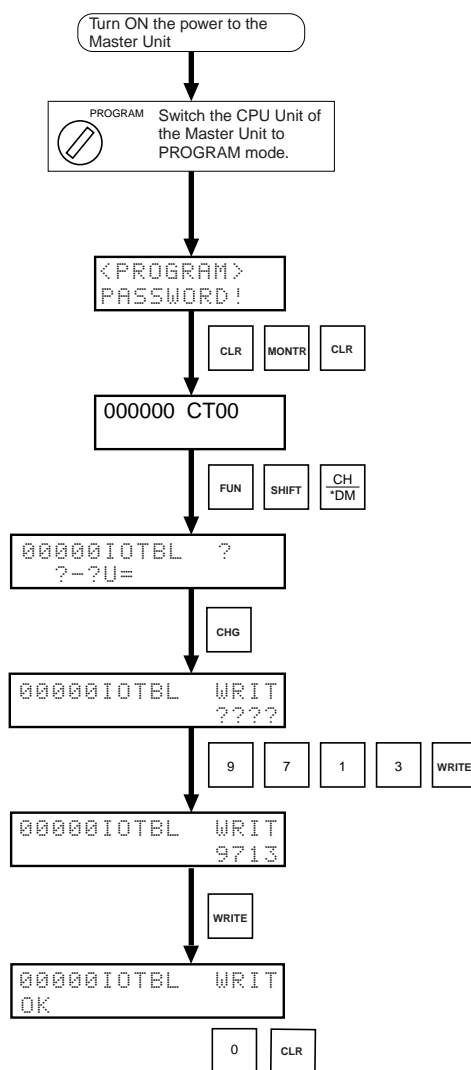 Turn ON the power to the
Master Unit
PROGRAM
Switch the CPU Unit of
the Master Unit to
PROGRAM mode.
<PROGRAM>
PASSWORD!
CLR MONTR CLR
000000 CT00
FUN SHIFT CH
*DM
00000IOTBL ?
?-?U=
CHG
00000IOTBL WRIT
????
9 7 1 3 WRITE
00000IOTBL WRIT
9713
WRITE
00000IOTBL WRIT
OK
0 CLR